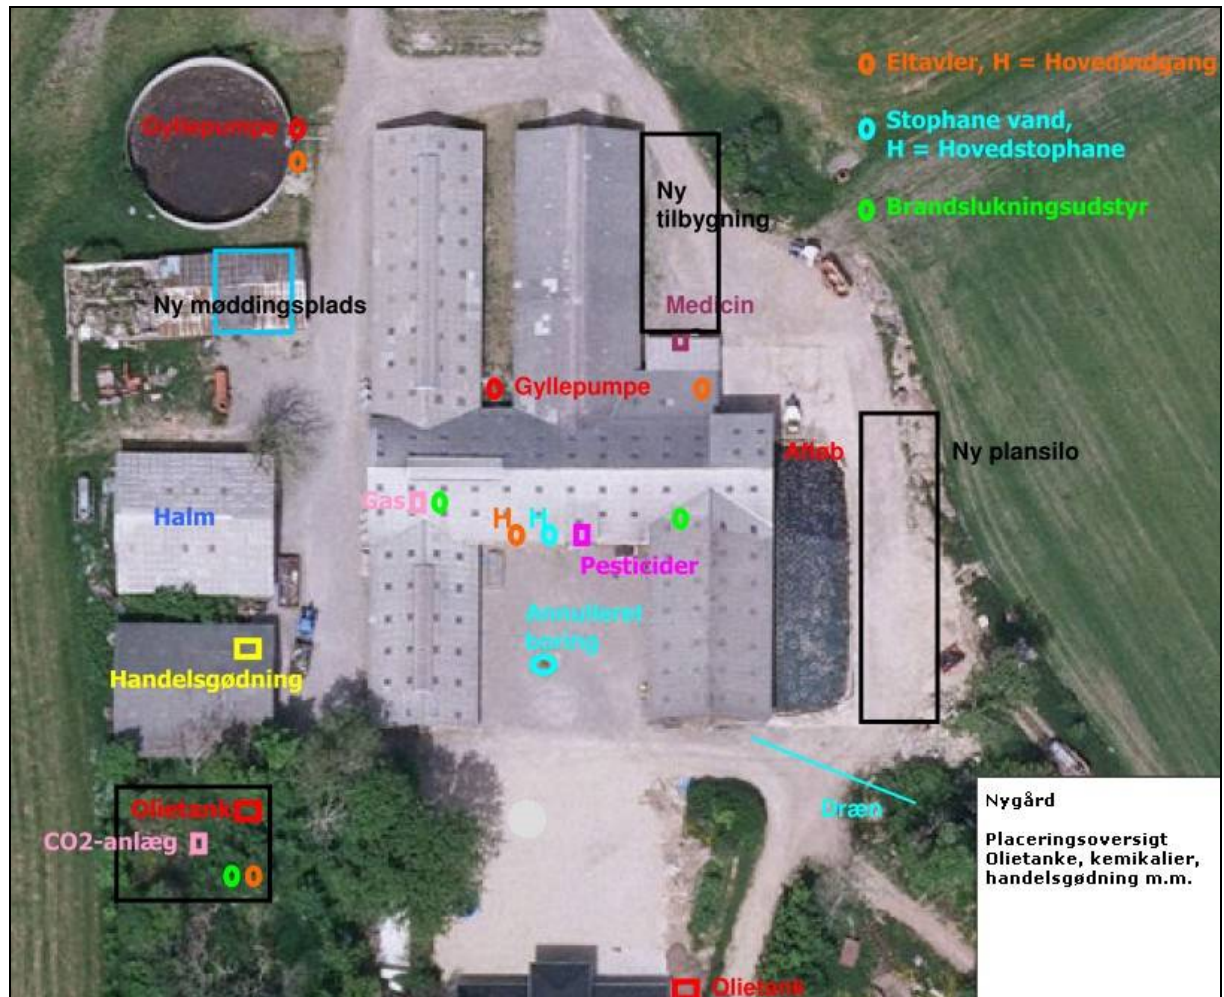 Eltavler, H = Hovedindgang
Gyllepumpe
Stophane vand,
H = Hovedstophane
Ny
tilbygning
Brandslukningsudstyr
Ny møddingsplads
Medicin
Gyllepumpe
Afløb
Ny plansilo
Gas
Halm
H
H
Pesticider
Annulleret
boring
Handelsgødning
Olietank
Dræn
CO2-anlæg
Nygård
Placeringsoversigt
Olietanke, kemikalier,
handelsgødning m.m.
Olietank